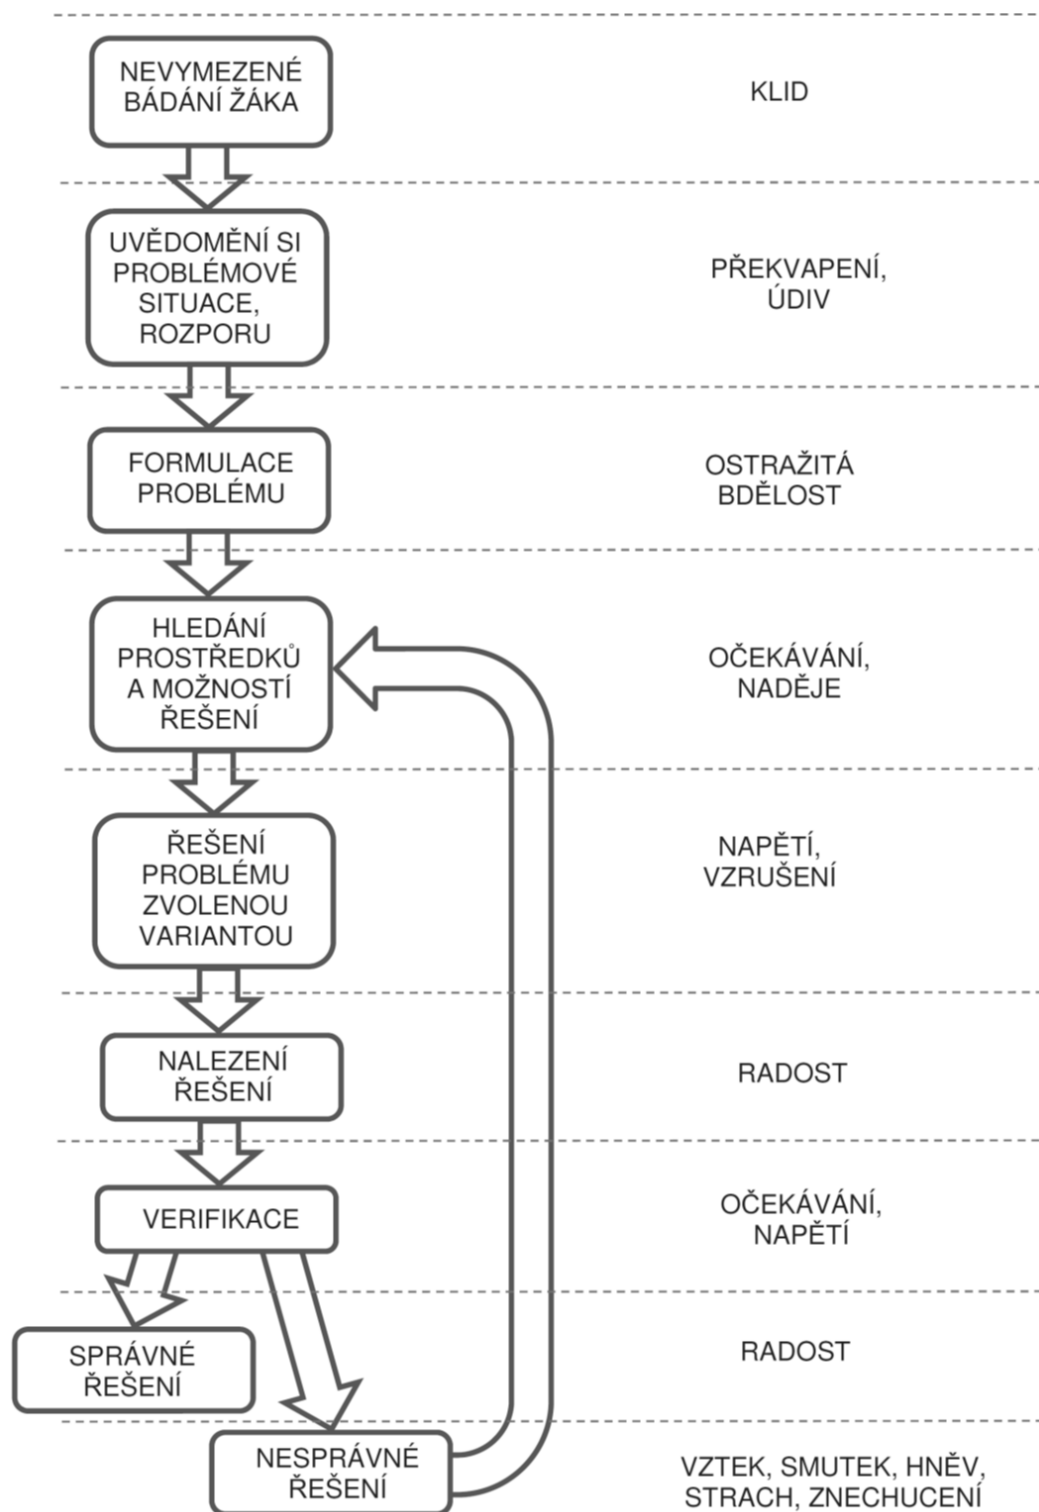 NEVYMEZENÉ
BÁDÁNÍ ŽÁKA
KLID
UVĚDOMĚNÍ SI
PROBLÉMOVÉ
SITUACE,
ROZPORU
PŘEKVAPENÍ,
ÚDIV
FORMULACE
PROBLÉMU
OSTRAŽITÁ
BDĚLOST
HLEDÁNÍ
PROSTŘEDKŮ
A MOŽNOSTÍ
ŘEŠENÍ
OČEKÁVÁNÍ,
NADĚJE
ŘEŠENÍ
PROBLÉMU
ZVOLENOU
VARIANTOU
NAPĚTÍ,
VZRUŠENÍ
NALEZENÍ
ŘEŠENÍ
RADOST
VERIFIKACE
OČEKÁVÁNÍ,
NAPĚTÍ
SPRÁVNÉ
ŘEŠENÍ
RADOST
NESPRÁVNÉ
ŘEŠENÍ
VZTEK, SMUTEK, HNĚV,
STRACH, ZNECHUCENÍ